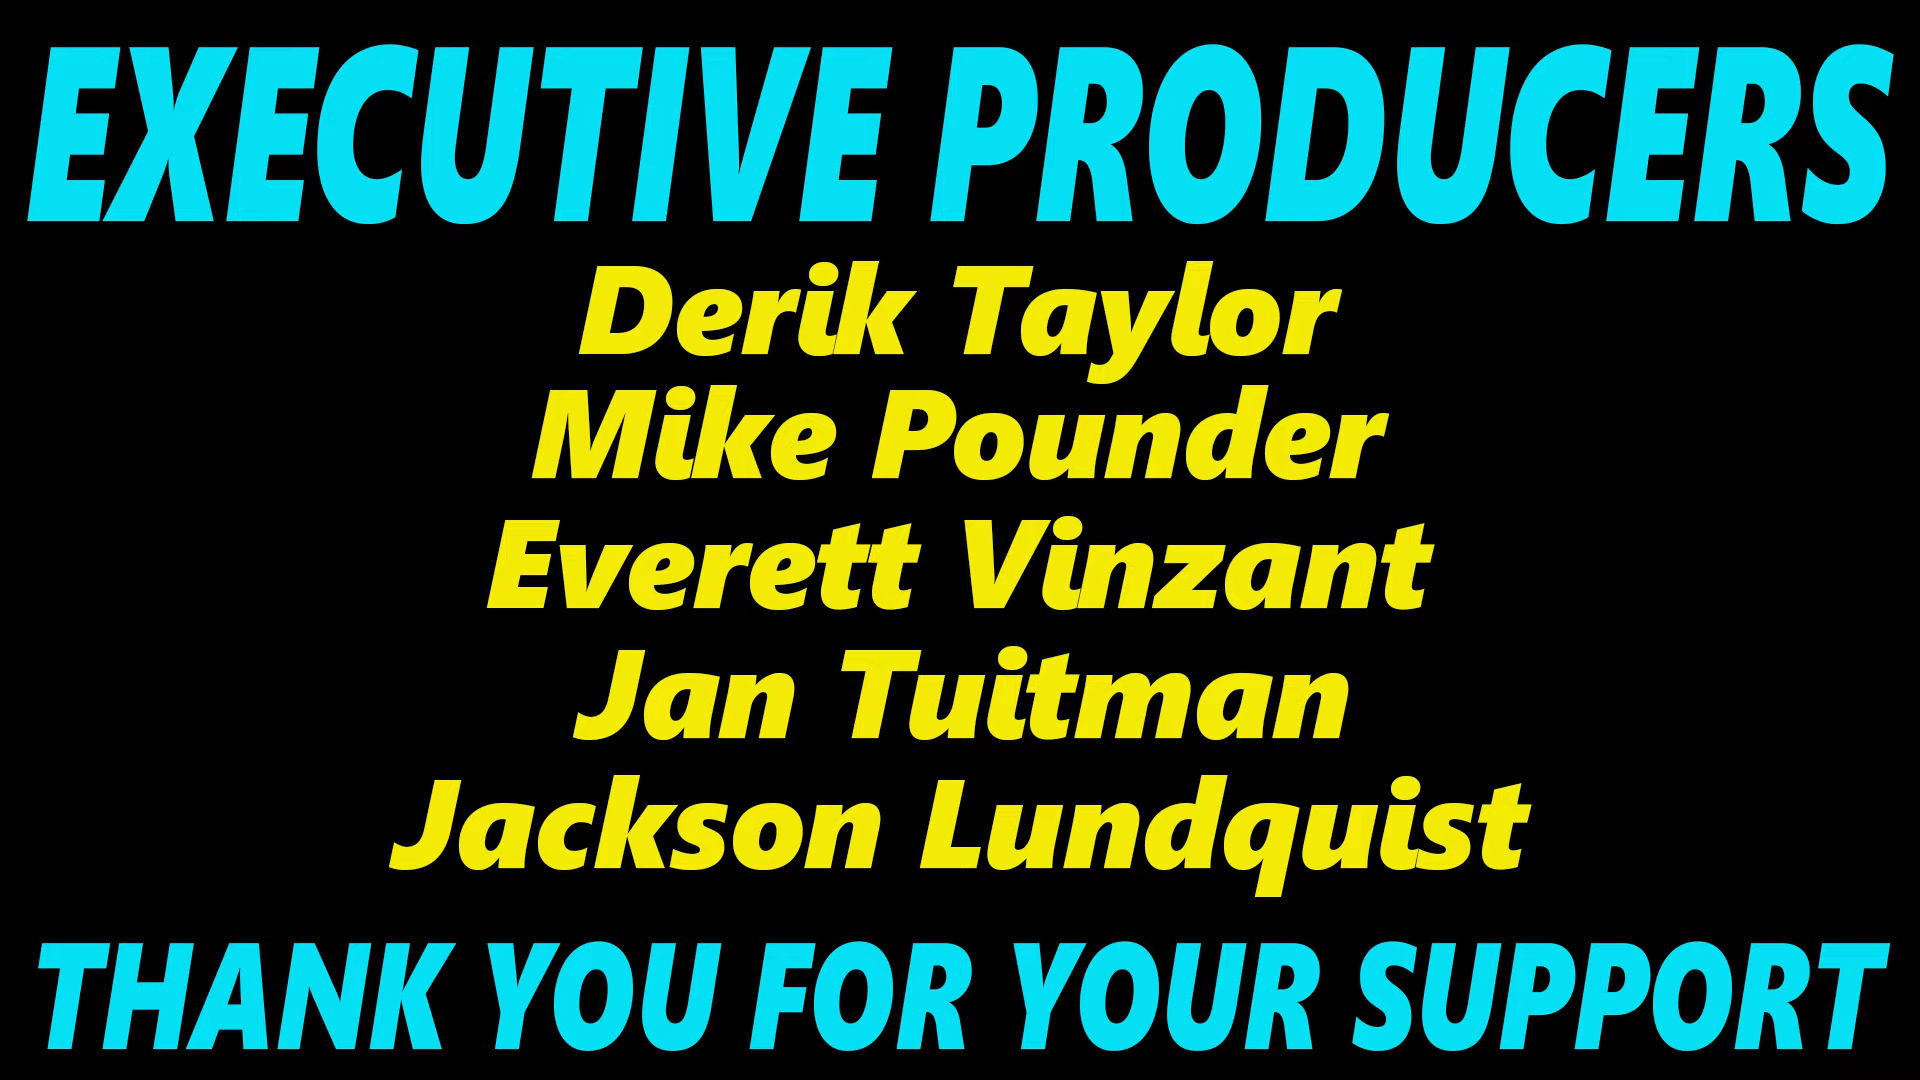 EXECUTIVE PRODUCERS
Derik Taylor
Mike Pounder
Everett Vinzant
Jan Tuitman
Jackson Lundquist
THANK YOU FOR YOUR SUPPORT